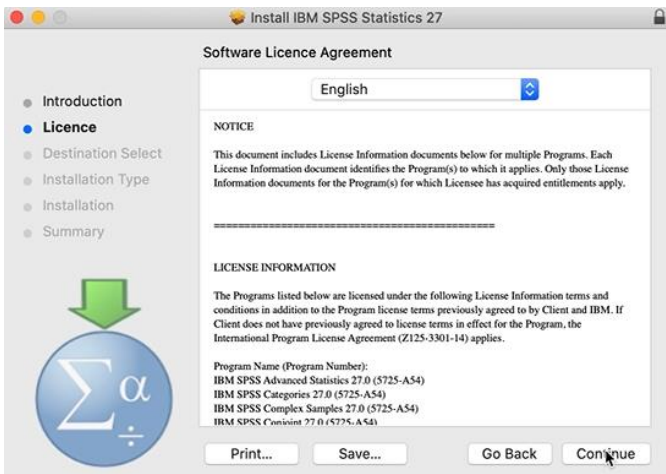 Install IBM SPSS Statistics 27
Software Licence Agreement
Introduction
Licence
Destination Select
Installation Type
Installation
Summary
English
NOTICE
This document includes License Information documents below for multiple Programs. Each
License Information document identifies the Program(s) to which it applies. Only those License
Information documents for the Program(s) for which Licensee has acquired entitlements apply.
==============================================
LICENSE INFORMATION
The Programs listed below are licensed under the following License Information terms and
conditions in addition to the Program license terms previously agreed to by Client and IBM. If
Client does not have previously agreed to license terms in effect for the Program, the
International Program License Agreement (Z125-3301-14) applies.
Program Name (Program Number):
IBM SPSS Advanced Statistics 27.0 (5725-A54)
IBM SPSS Categories 27.0 (5725-A54)
IBM SPSS Complex Samples 27.0 (5725-A54)
IBM SPSS Conjoint 27.0 (5725-A54)
Σ α ÷
Print... Save... Go Back Continue